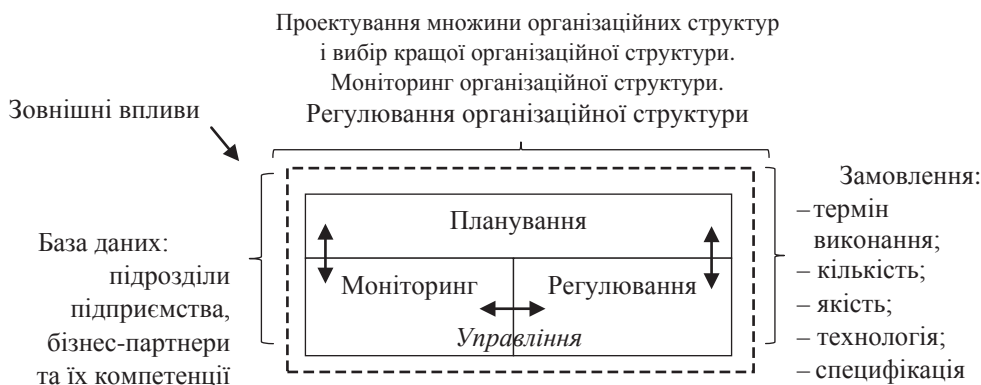 Проектування множини організаційних структур
і вибір кращої організаційної структури.
Моніторинг організаційної структури.
Регулювання організаційної структури
Зовнішні впливи
База даних:
підрозділи
підприємства,
бізнес-партнери
та їх компетенції
Планування
Моніторинг
Регулювання
Управління
Замовлення:
– термін
виконання;
– кількість;
– якість;
– технологія;
– специфікація